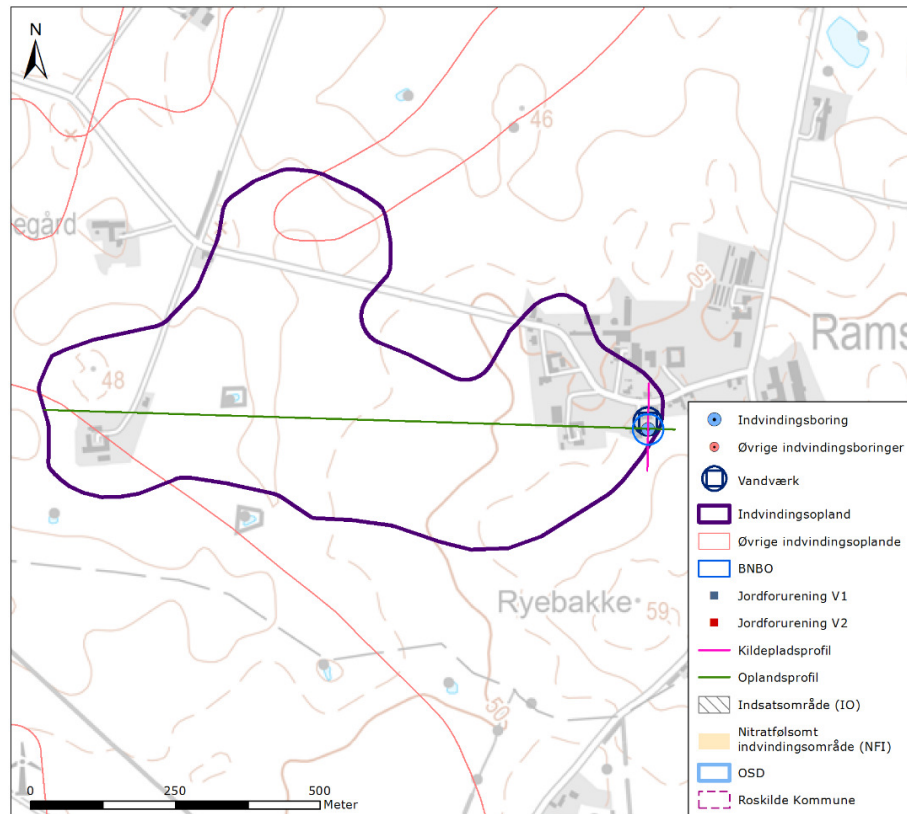 N
46
egård
50
Rams
48
Ryebakke
59
50
0 250 500
Meter
Indvindingsboring
Øvrige indvindingsboringer
Vandværk
Indvindingsopland
Øvrige indvindingsoplande
BNBO
Jordforurening V1
Jordforurening V2
Kildepladsprofil
Oplandsprofil
Indsatsområde (IO)
Nitratfølsomt
indvindingsområde (NFI)
OSD
Roskilde Kommune